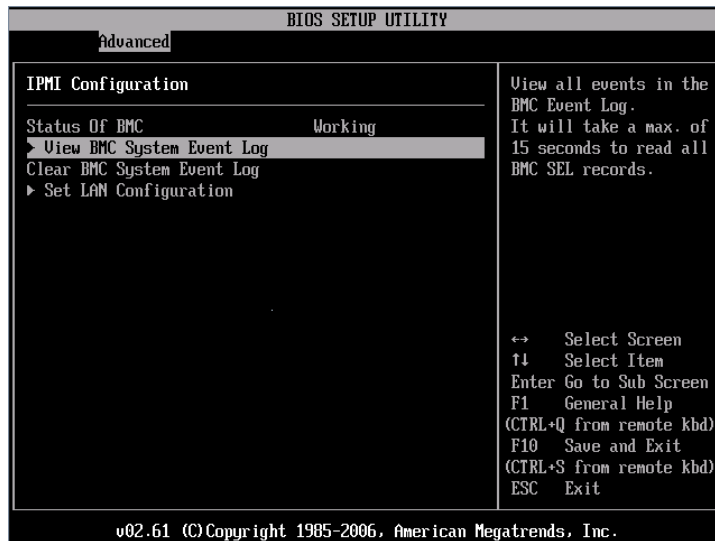 BIOS SETUP UTILITY
Advanced
IPMI Configuration
Status Of BMC Working
▶ View BMC System Event Log
Clear BMC System Event Log
▶ Set LAN Configuration
View all events in the
BMC Event Log.
It will take a max. of
15 seconds to read all
BMC SEL records.
↔ Select Screen
↑↓ Select Item
Enter Go to Sub Screen
F1 General Help
(CTRL+Q from remote kbd)
F10 Save and Exit
(CTRL+S from remote kbd)
ESC Exit
v02.61 (C)Copyright 1985-2006, American Megatrends, Inc.